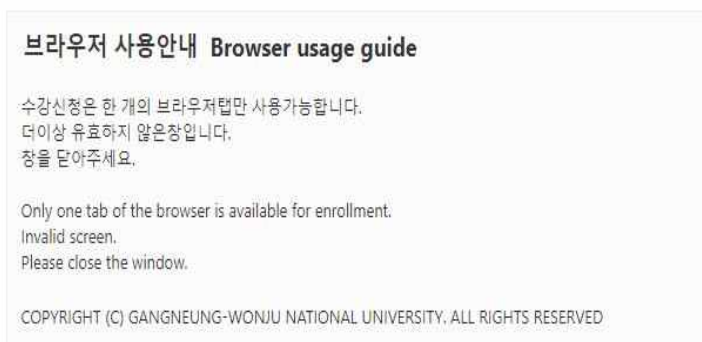 브라우저 사용안내 Browser usage guide
수강신청은 한 개의 브라우저탭만 사용가능합니다.
더이상 유효하지 않은창입니다.
창을 닫아주세요.
Only one tab of the browser is available for enrollment.
Invalid screen.
Please close the window.
COPYRIGHT (C) GANGNEUNG-WONJU NATIONAL UNIVERSITY. ALL RIGHTS RESERVED